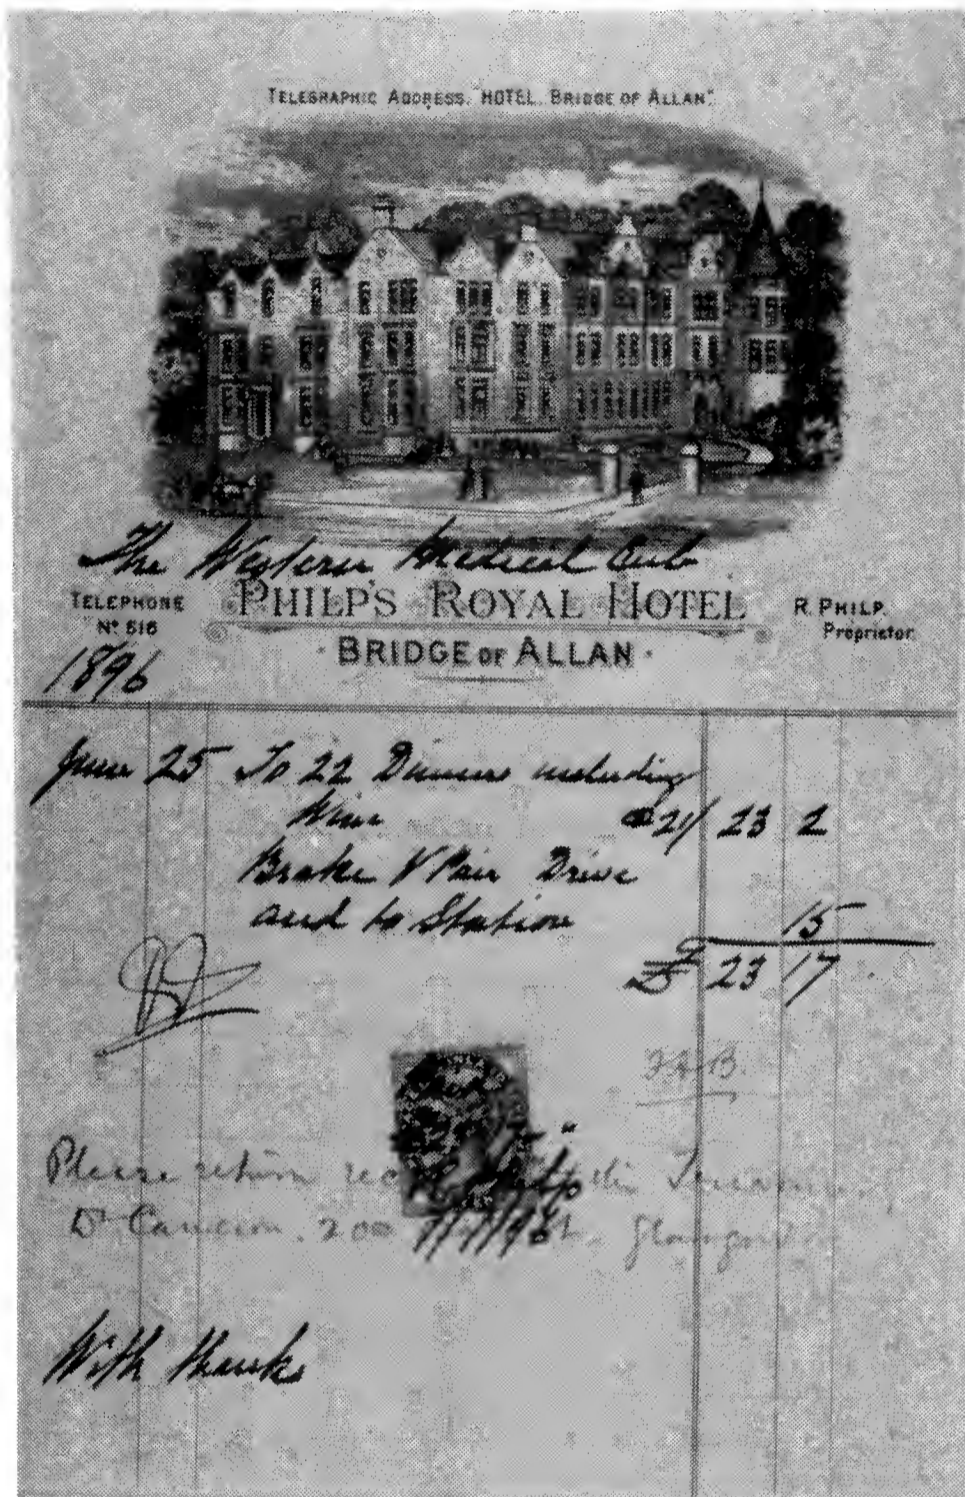 TELEGRAPHIC ADDRESS, "HOTEL, BRIDGE OF ALLAN".
The Western Medical Club
TELEPHONE
No 616
PHILP'S ROYAL HOTEL
BRIDGE OF ALLAN
R. PHILP.
Proprietor
1896
June 25 To 22 Dinners including
Wine @ 21/ 23 2
Brake & Pair Drive
and to Station 15
£ 23 17
Please return
Dr 200 Glasgow
With thanks